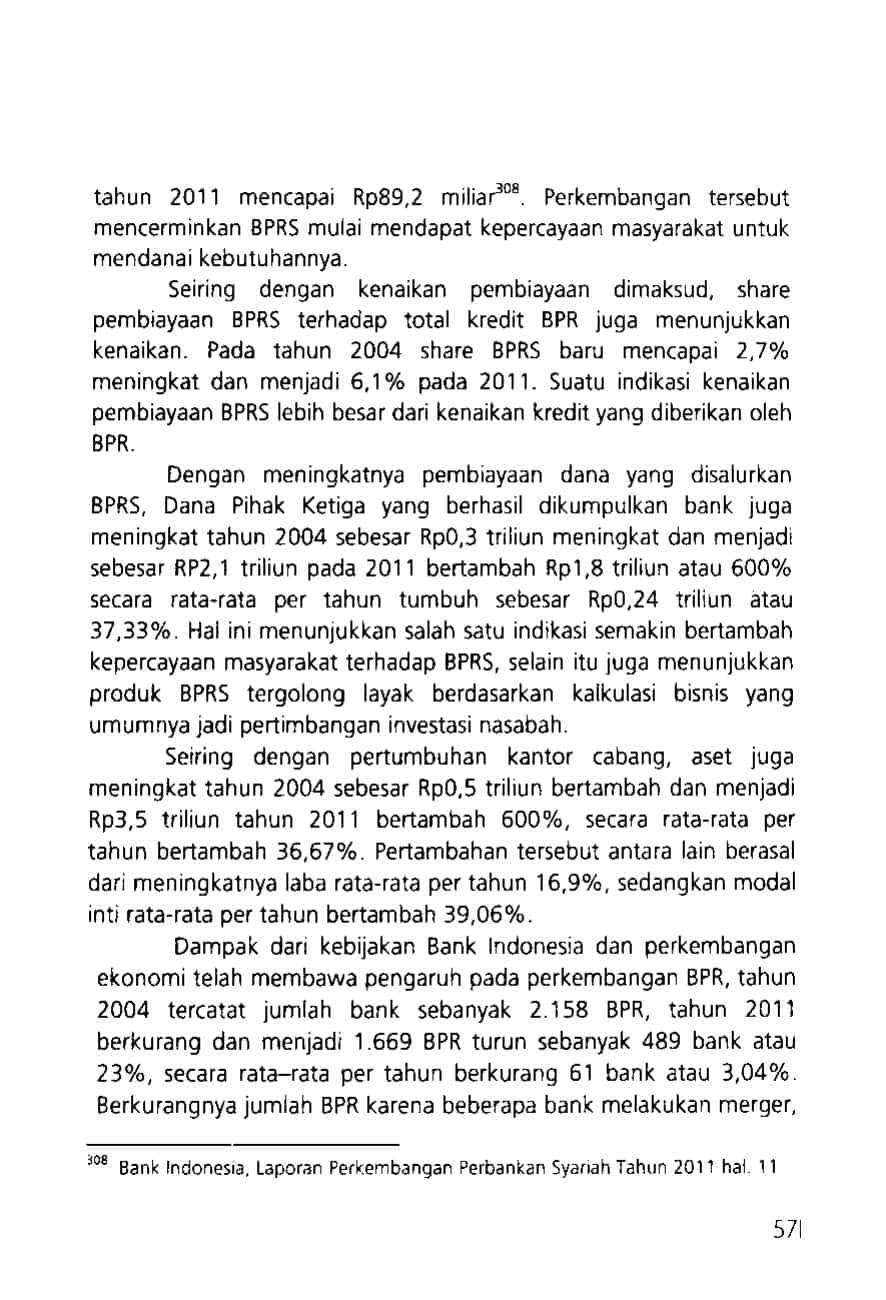 tahun 2011 mencapai Rp89,2 miliar³⁰⁸. Perkembangan tersebut
mencerminkan BPRS mulai mendapat kepercayaan masyarakat untuk
mendanai kebutuhannya.
Seiring dengan kenaikan pembiayaan dimaksud, share
pembiayaan BPRS terhadap total kredit BPR juga menunjukkan
kenaikan. Pada tahun 2004 share BPRS baru mencapai 2,7%
meningkat dan menjadi 6,1% pada 2011. Suatu indikasi kenaikan
pembiayaan BPRS lebih besar dari kenaikan kredit yang diberikan oleh
BPR.
Dengan meningkatnya pembiayaan dana yang disalurkan
BPRS, Dana Pihak Ketiga yang berhasil dikumpulkan bank juga
meningkat tahun 2004 sebesar Rp0,3 triliun meningkat dan menjadi
sebesar RP2,1 triliun pada 2011 bertambah Rp1,8 triliun atau 600%
secara rata-rata per tahun tumbuh sebesar Rp0,24 triliun atau
37,33%. Hal ini menunjukkan salah satu indikasi semakin bertambah
kepercayaan masyarakat terhadap BPRS, selain itu juga menunjukkan
produk BPRS tergolong layak berdasarkan kalkulasi bisnis yang
umumnya jadi pertimbangan investasi nasabah.
Seiring dengan pertumbuhan kantor cabang, aset juga
meningkat tahun 2004 sebesar Rp0,5 triliun bertambah dan menjadi
Rp3,5 triliun tahun 2011 bertambah 600%, secara rata-rata per
tahun bertambah 36,67%. Pertambahan tersebut antara lain berasal
dari meningkatnya laba rata-rata per tahun 16,9%, sedangkan modal
inti rata-rata per tahun bertambah 39,06%.
Dampak dari kebijakan Bank Indonesia dan perkembangan
ekonomi telah membawa pengaruh pada perkembangan BPR, tahun
2004 tercatat jumlah bank sebanyak 2.158 BPR, tahun 2011
berkurang dan menjadi 1.669 BPR turun sebanyak 489 bank atau
23%, secara rata–rata per tahun berkurang 61 bank atau 3,04%.
Berkurangnya jumlah BPR karena beberapa bank melakukan merger,
³⁰⁸ Bank Indonesia, Laporan Perkembangan Perbankan Syariah Tahun 2011 hal. 11
57|